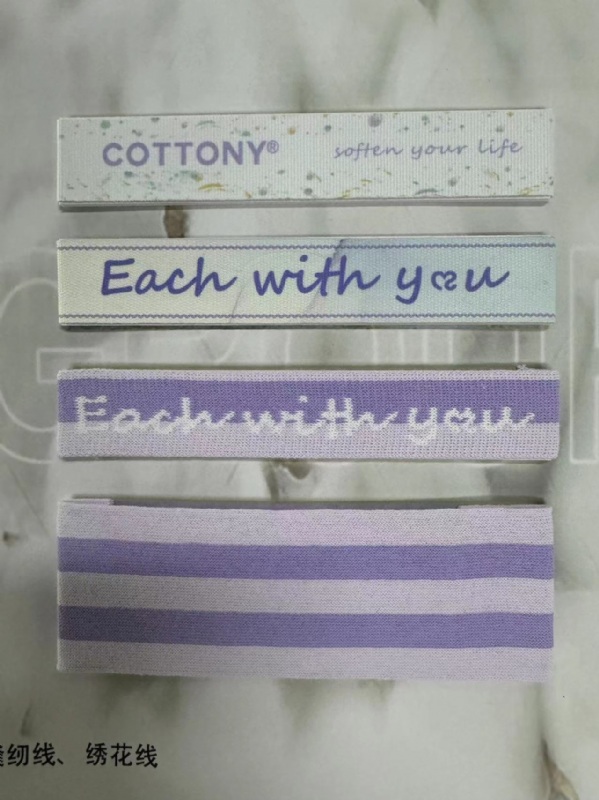 COTTONY® soften your life
Each with you
Each with you
缝纫线、绣花线